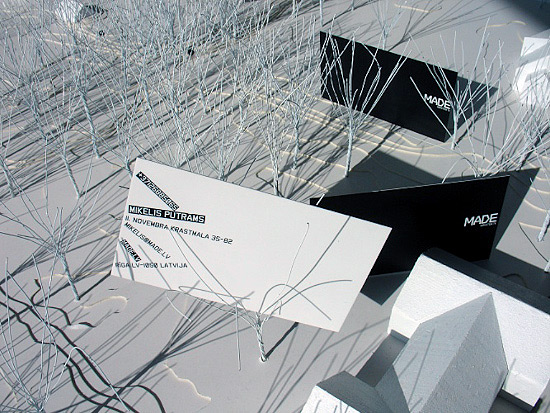 MIKELIS PUTRAMS
11. NOVEMBRA KRASTMALA 35-82
MIKELIS@MADE.LV
RIGA LV-1050 LATVIJA
MADE
MADE